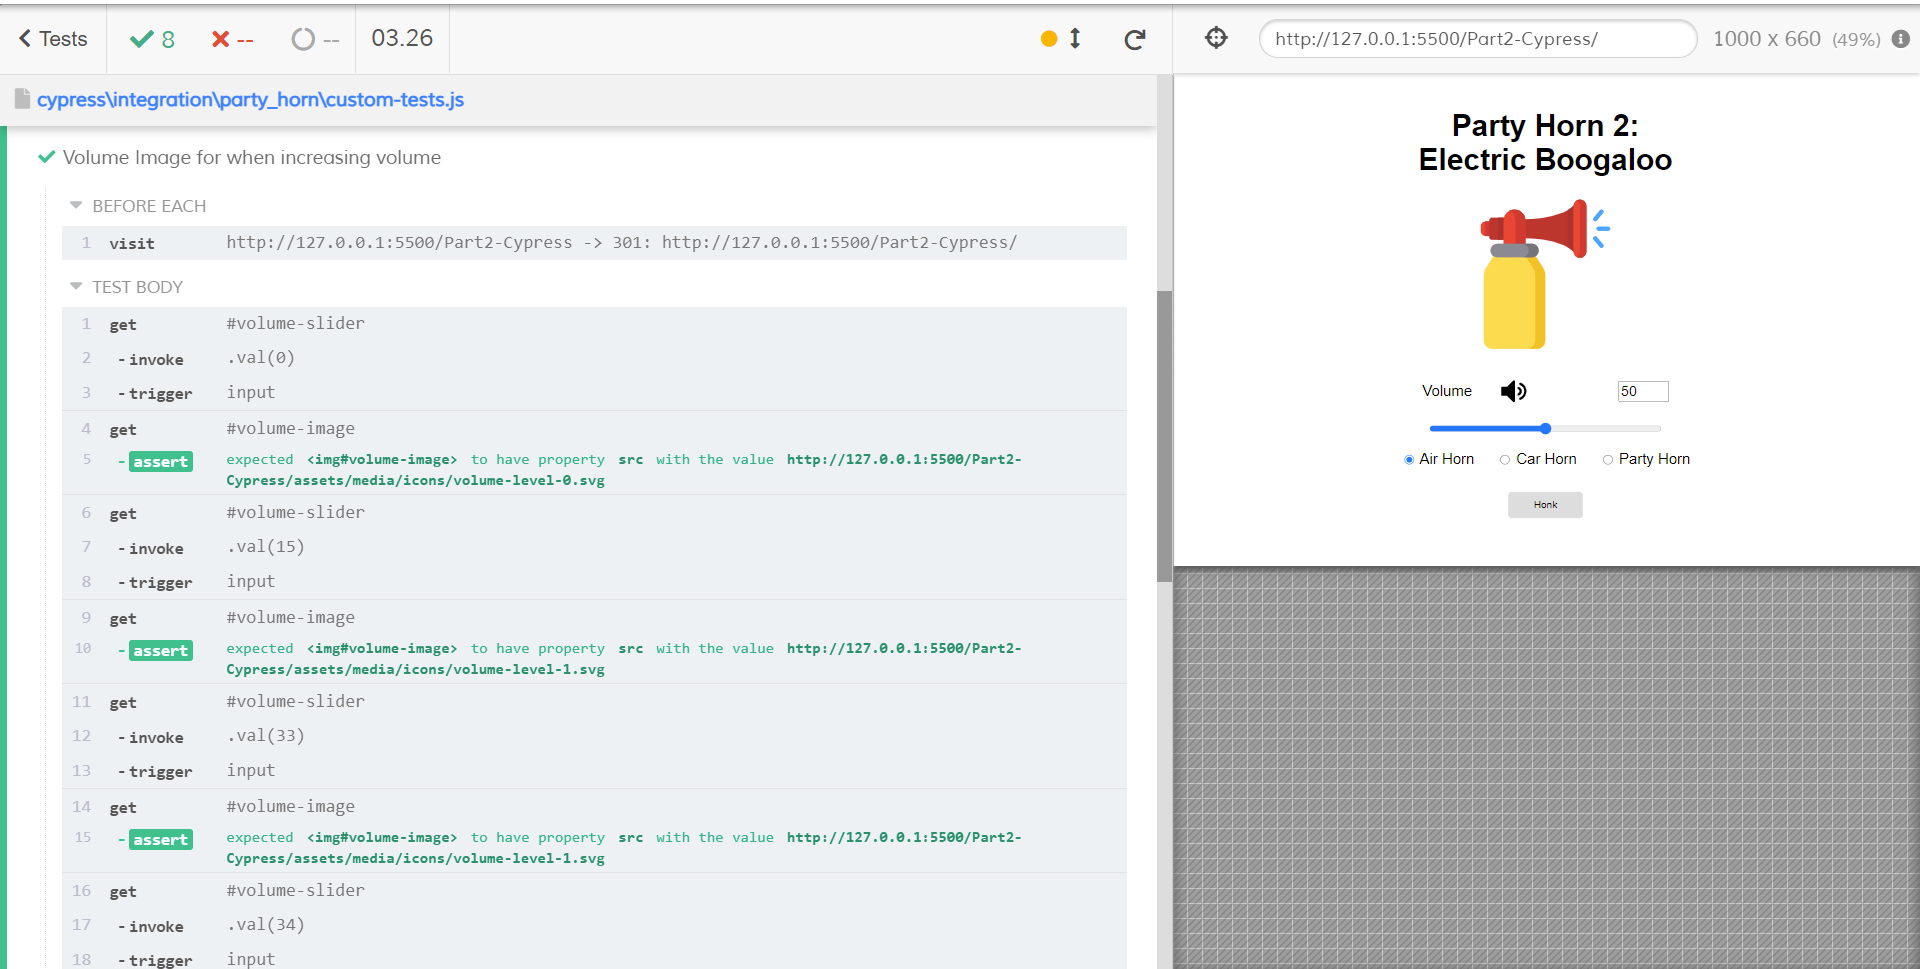 Tests 8 -- -- 03.26
http://127.0.0.1:5500/Part2-Cypress/ 1000 x 660 (49%)
cypress\integration\party_horn\custom-tests.js
Volume Image for when increasing volume
BEFORE EACH
1 visit http://127.0.0.1:5500/Part2-Cypress -> 301: http://127.0.0.1:5500/Part2-Cypress/
TEST BODY
1 get #volume-slider
2 -invoke .val(0)
3 -trigger input
4 get #volume-image
5 -assert expected <img#volume-image> to have property src with the value http://127.0.0.1:5500/Part2-
Cypress/assets/media/icons/volume-level-0.svg
6 get #volume-slider
7 -invoke .val(15)
8 -trigger input
9 get #volume-image
10 -assert expected <img#volume-image> to have property src with the value http://127.0.0.1:5500/Part2-
Cypress/assets/media/icons/volume-level-1.svg
11 get #volume-slider
12 -invoke .val(33)
13 -trigger input
14 get #volume-image
15 -assert expected <img#volume-image> to have property src with the value http://127.0.0.1:5500/Part2-
Cypress/assets/media/icons/volume-level-1.svg
16 get #volume-slider
17 -invoke .val(34)
18 -trigger input
Party Horn 2:
Electric Boogaloo
Volume 50
Air Horn Car Horn Party Horn
Honk